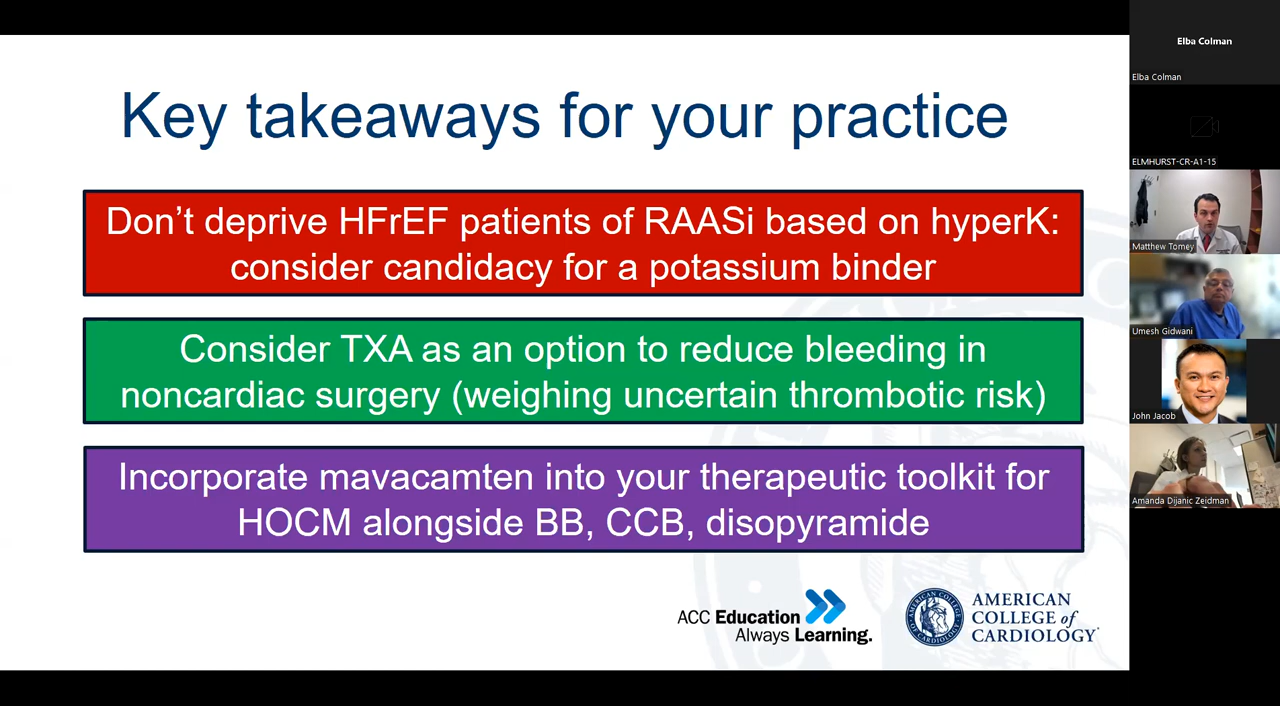 Key takeaways for your practice
Don't deprive HFrEF patients of RAASi based on hyperK:
consider candidacy for a potassium binder
Consider TXA as an option to reduce bleeding in
noncardiac surgery (weighing uncertain thrombotic risk)
Incorporate mavacamten into your therapeutic toolkit for
HOCM alongside BB, CCB, disopyramide
ACC Education
Always Learning.
AMERICAN
COLLEGE of
CARDIOLOGY
Elba Colman
Elba Colman
ELMHURST-CR-A1-15
Matthew Tomey
Umesh Gidwani
John Jacob
Amanda Dijanic Zeidman